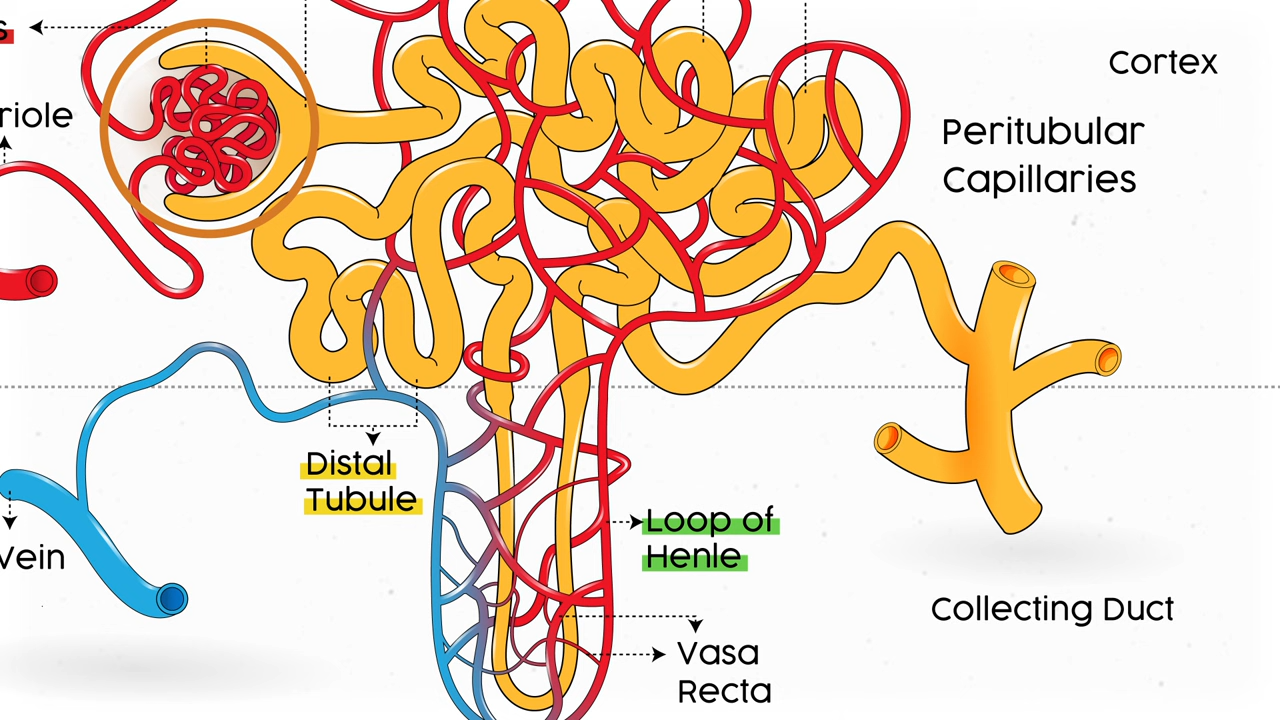 Cortex
riole
Peritubular
Capillaries
Distal
Tubule
Loop of
Henle
Vein
Collecting Duct
Vasa
Recta